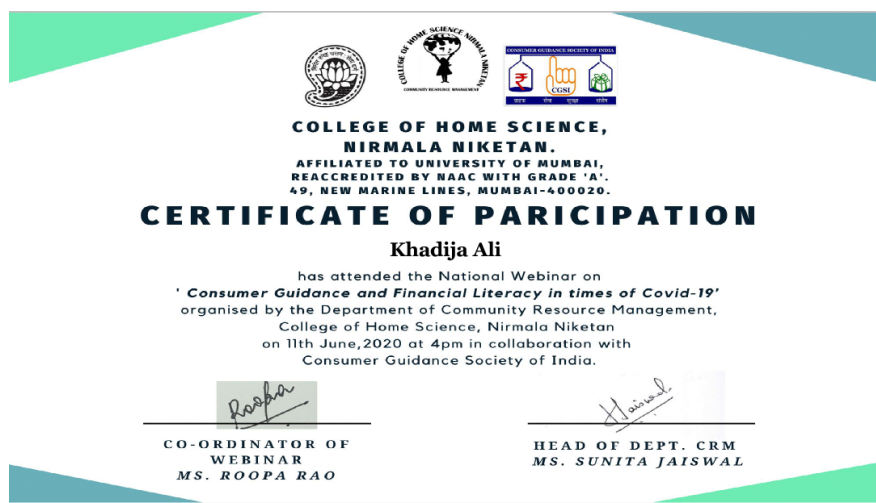 COLLEGE OF HOME SCIENCE NIRMALA NIKETAN
COMMUNITY RESOURCE MANAGEMENT
CONSUMER GUIDANCE SOCIETY OF INDIA
₹
CGSI
COLLEGE OF HOME SCIENCE,
NIRMALA NIKETAN.
AFFILIATED TO UNIVERSITY OF MUMBAI,
REACCREDITED BY NAAC WITH GRADE 'A'.
49, NEW MARINE LINES, MUMBAI-400020.
CERTIFICATE OF PARICIPATION
Khadija Ali
has attended the National Webinar on
' Consumer Guidance and Financial Literacy in times of Covid-19'
organised by the Department of Community Resource Management,
College of Home Science, Nirmala Niketan
on 11th June,2020 at 4pm in collaboration with
Consumer Guidance Society of India.
Roopa
Jaiswal
CO-ORDINATOR OF
WEBINAR
MS. ROOPA RAO
HEAD OF DEPT. CRM
MS. SUNITA JAISWAL